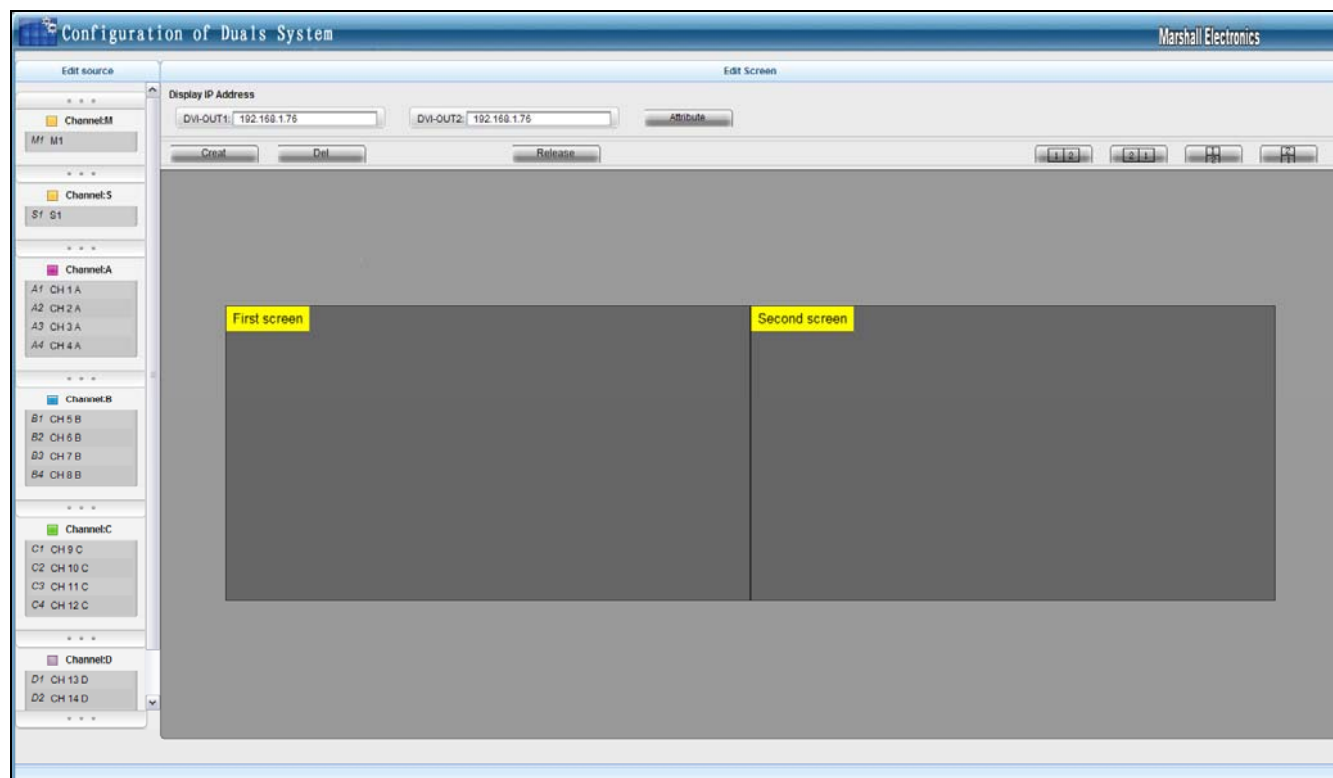 Configuration of Duals System
Marshall Electronics
Edit source
Edit Screen
Display IP Address
DVI-OUT1: 192.168.1.76
DVI-OUT2: 192.168.1.76
Attribute
Creat
Del
Release
1 2
2 1
1
2
2
1
Channel:M
M1 M1
Channel:S
S1 S1
Channel:A
A1 CH 1 A
A2 CH 2 A
A3 CH 3 A
A4 CH 4 A
Channel:B
B1 CH 5 B
B2 CH 6 B
B3 CH 7 B
B4 CH 8 B
Channel:C
C1 CH 9 C
C2 CH 10 C
C3 CH 11 C
C4 CH 12 C
Channel:D
D1 CH 13 D
D2 CH 14 D
First screen
Second screen